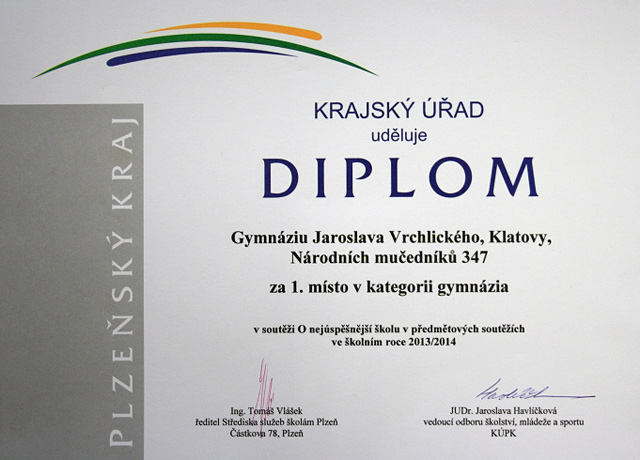 PLZEŇSKÝ KRAJ
KRAJSKÝ ÚŘAD
uděluje
DIPLOM
Gymnáziu Jaroslava Vrchlického, Klatovy,
Národních mučedníků 347
za 1. místo v kategorii gymnázia
v soutěži O nejúspěšnější školu v předmětových soutěžích
ve školním roce 2013/2014
Ing. Tomáš Vlášek
ředitel Střediska služeb školám Plzeň
Částkova 78, Plzeň
JUDr. Jaroslava Havlíčková
vedoucí odboru školství, mládeže a sportu
KÚPK